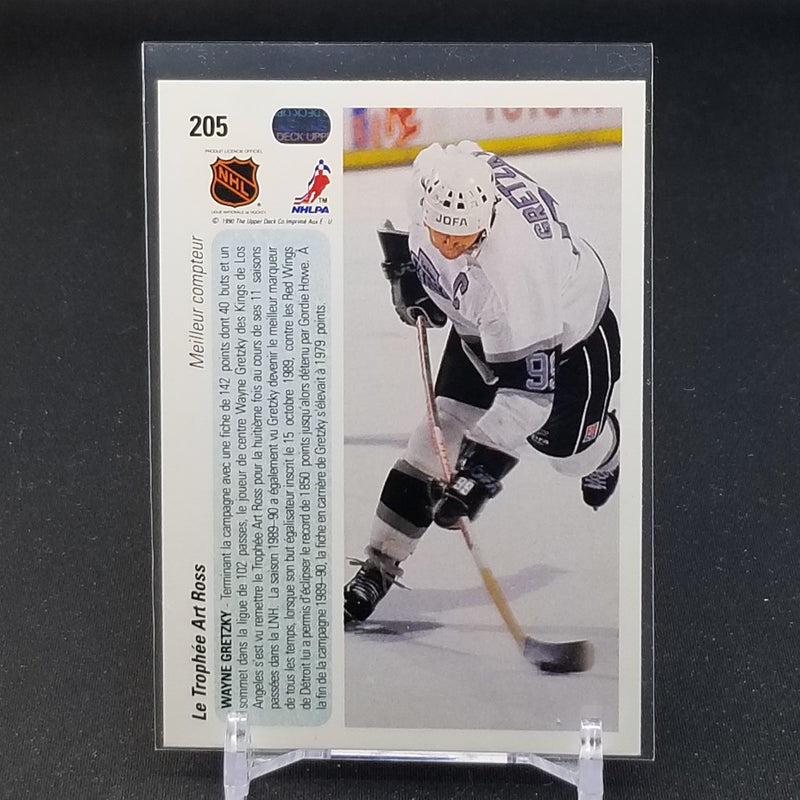 205
DECK UPP
PRODUIT LICENCIÉ OFFICIEL
NHL
LIGUE NATIONALE DE HOCKEY
TM
NHLPA
© 1990 The Upper Deck Co. Imprimé Aux É.-U.
Le Trophée Art Ross
Meilleur compteur
WAYNE GRETZKY - Terminant la campagne avec une fiche de 142 points dont 40 buts et un
sommet dans la ligue de 102 passes, le joueur de centre Wayne Gretzky des Kings de Los
Angeles s'est vu remettre le Trophée Art Ross pour la huitième fois au cours de ses 11 saisons
passées dans la LNH. La saison 1989-90 a également vu Gretzky devenir le meilleur marqueur
de tous les temps, lorsque son but égalisateur inscrit le 15 octobre 1989, contre les Red Wings
de Détroit lui a permis d'éclipser le record de 1850 points jusqu'alors détenu par Gordie Howe. À
la fin de la campagne 1989-90, la fiche en carrière de Gretzky s'élevait à 1979 points.
JOFA
GRETZKY
C
99